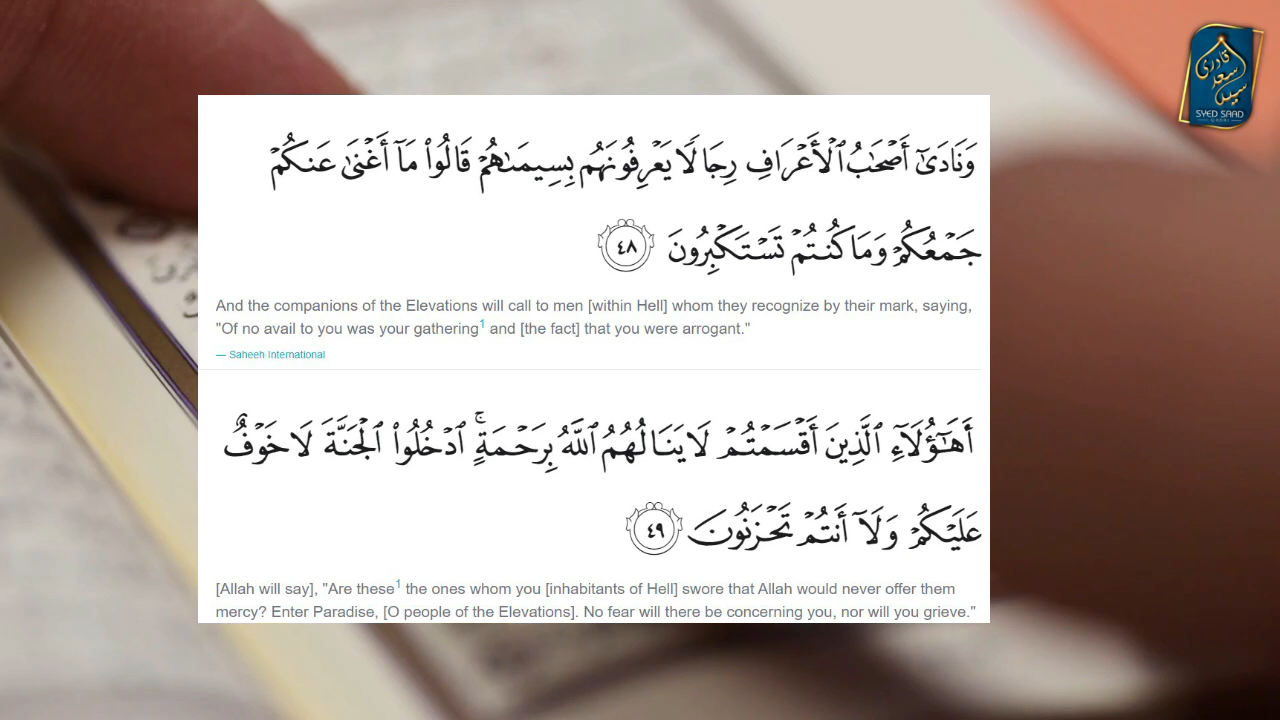 وَنَادَىٰٓ أَصْحَٰبُ ٱلْأَعْرَافِ رِجَالًا يَعْرِفُونَهُم بِسِيمَىٰهُمْ قَالُوا۟ مَآ أَغْنَىٰ عَنكُمْ
جَمْعُكُمْ وَمَا كُنتُمْ تَسْتَكْبِرُونَ ٤٨
And the companions of the Elevations will call to men [within Hell] whom they recognize by their mark, saying,
"Of no avail to you was your gathering1 and [the fact] that you were arrogant."
— Saheeh International
أَهَٰٓؤُلَآءِ ٱلَّذِينَ أَقْسَمْتُمْ لَا يَنَالُهُمُ ٱللَّهُ بِرَحْمَةٍ ۚ ٱدْخُلُوا۟ ٱلْجَنَّةَ لَا خَوْفٌ
عَلَيْكُمْ وَلَآ أَنتُمْ تَحْزَنُونَ ٤٩
[Allah will say], "Are these1 the ones whom you [inhabitants of Hell] swore that Allah would never offer them
mercy? Enter Paradise, [O people of the Elevations]. No fear will there be concerning you, nor will you grieve."
قادری
سعد
سید
SYED SAAD